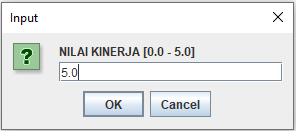 Input
NILAI KINERJA [0.0 - 5.0]
5.0
OK Cancel